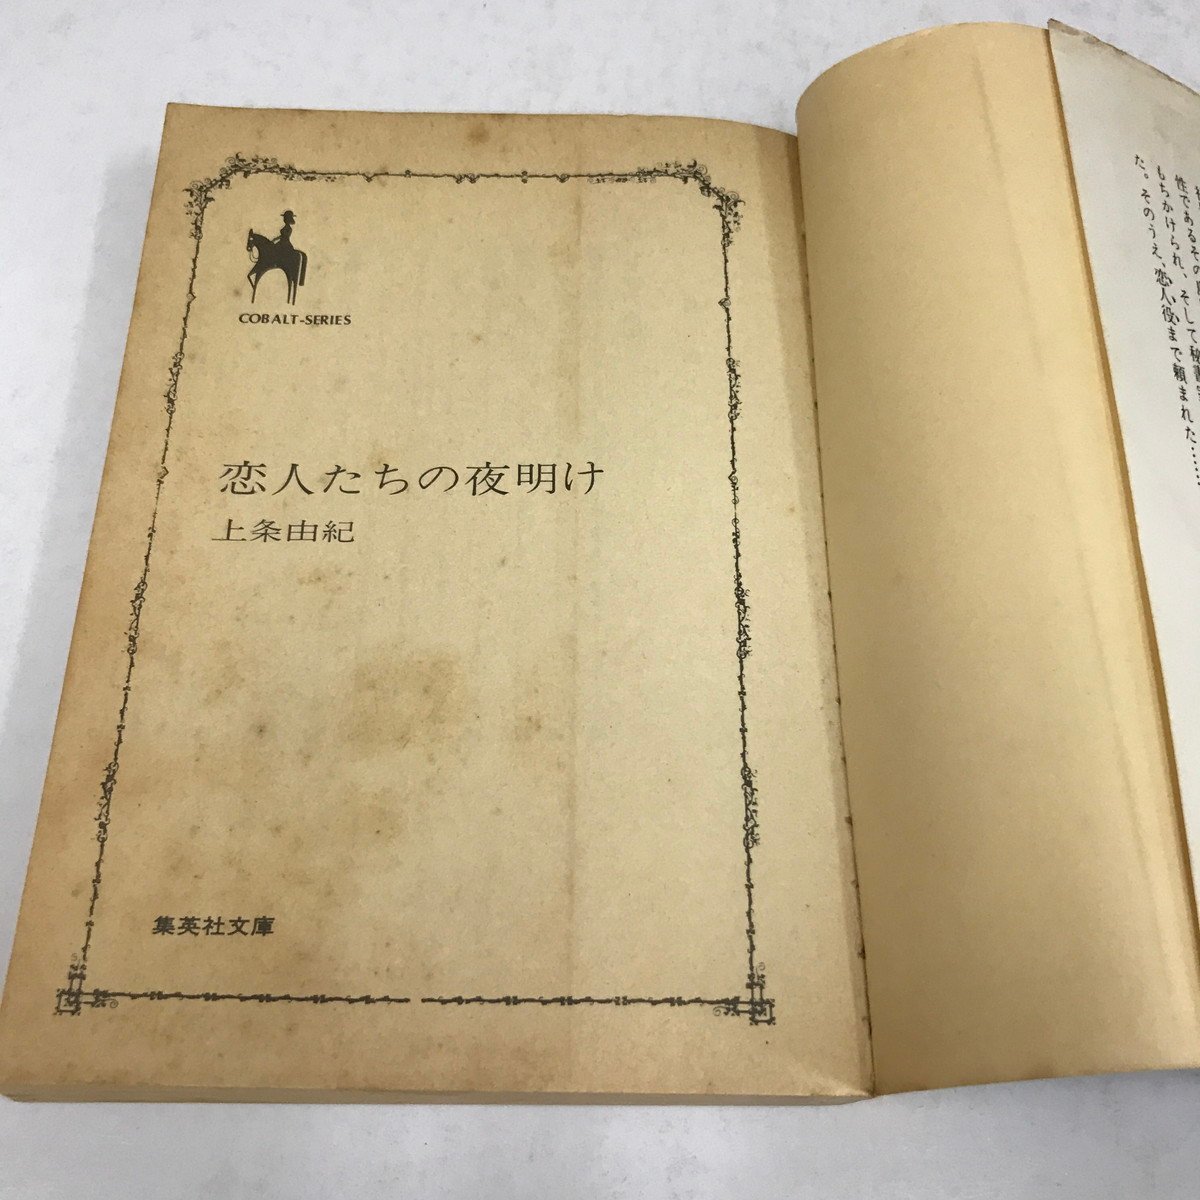 COBALT-SERIES
恋人たちの夜明け
上条由紀
集英社文庫
性であるその
もちかけられ、そして秘書
た。そのうえ、恋人役まで頼まれた……